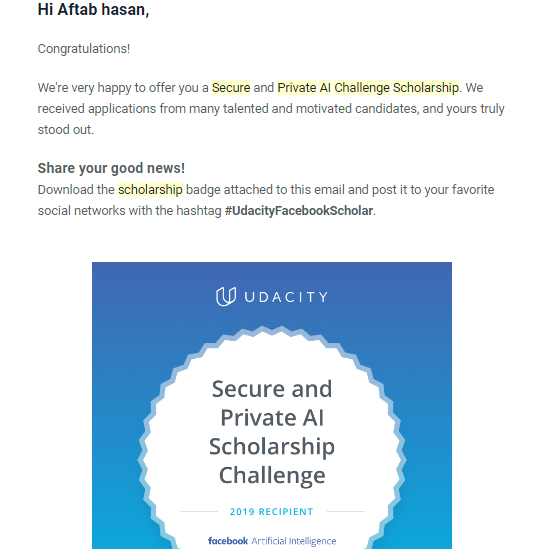 Hi Aftab hasan,
Congratulations!
We're very happy to offer you a Secure and Private AI Challenge Scholarship. We
received applications from many talented and motivated candidates, and yours truly
stood out.
Share your good news!
Download the scholarship badge attached to this email and post it to your favorite
social networks with the hashtag #UdacityFacebookScholar.
UDACITY
Secure and
Private AI
Scholarship
Challenge
2019 RECIPIENT
facebook Artificial Intelligence